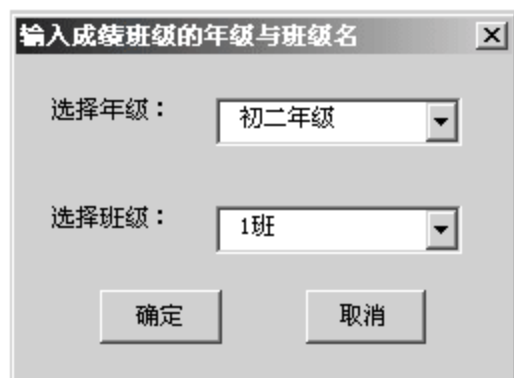 输入成绩班级的年级与班级名
选择年级：
初二年级
选择班级：
1班
确定
取消